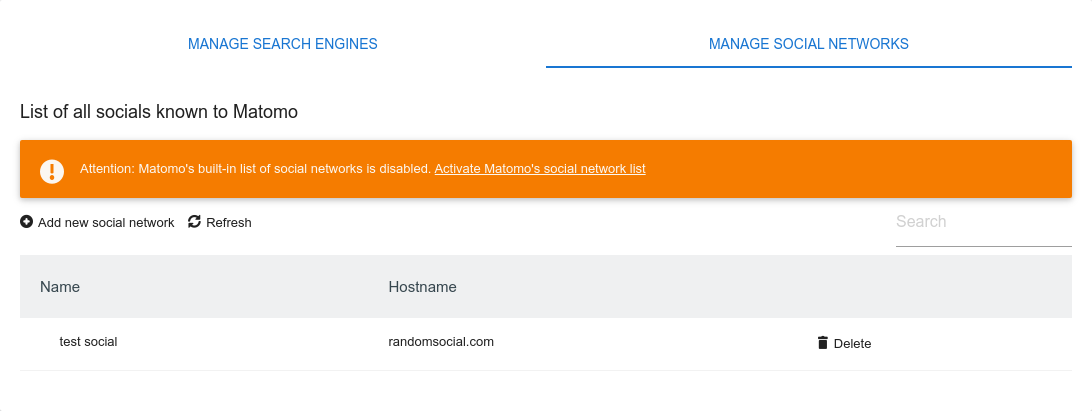 MANAGE SEARCH ENGINES MANAGE SOCIAL NETWORKS
List of all socials known to Matomo
Attention: Matomo's built-in list of social networks is disabled. Activate Matomo's social network list
Add new social network Refresh Search
Name Hostname
test social randomsocial.com Delete